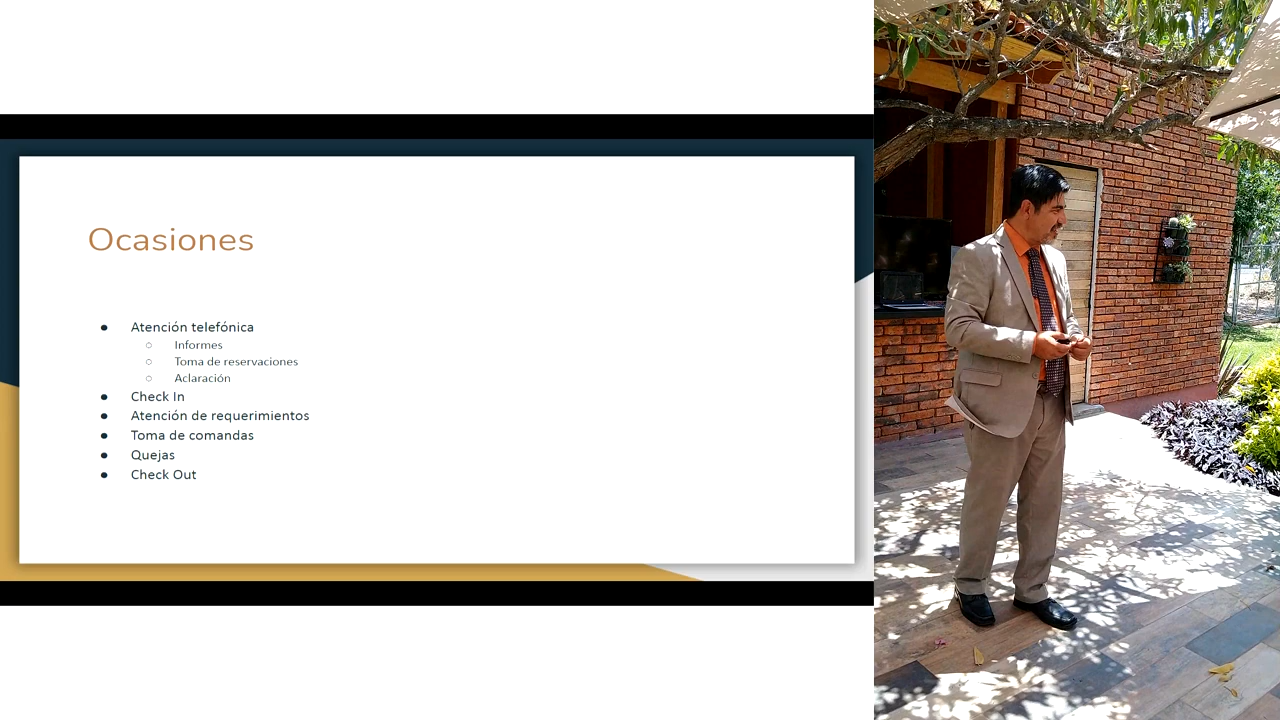 Ocasiones
● Atención telefónica
○ Informes
○ Toma de reservaciones
○ Aclaración
● Check In
● Atención de requerimientos
● Toma de comandas
● Quejas
● Check Out